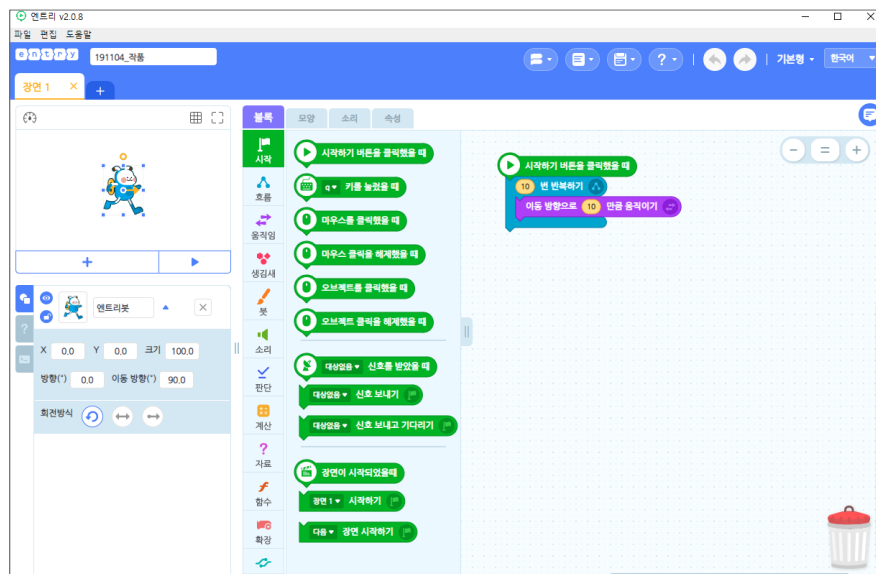 엔트리 v2.0.8
파일 편집 도움말
entry 191104_작품 기본형 한국어
장면 1
블록 모양 소리 속성
시작
흐름
움직임
생김새
붓
소리
판단
계산
자료
함수
확장
시작하기 버튼을 클릭했을 때
q 키를 눌렀을 때
마우스를 클릭했을 때
마우스 클릭을 해제했을 때
오브젝트를 클릭했을 때
오브젝트 클릭을 해제했을 때
대상없음 신호를 받았을 때
대상없음 신호 보내기
대상없음 신호 보내고 기다리기
장면이 시작되었을때
장면 1 시작하기
다음 장면 시작하기
시작하기 버튼을 클릭했을 때
10 번 반복하기
이동 방향으로 10 만큼 움직이기
엔트리봇
X 0.0 Y 0.0 크기 100.0
방향(°) 0.0 이동 방향(°) 90.0
회전방식